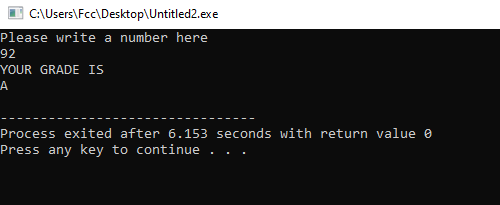 C:\Users\Fcc\Desktop\Untitled2.exe
Please write a number here
92
YOUR GRADE IS
A
--------------------------------
Process exited after 6.153 seconds with return value 0
Press any key to continue . . .